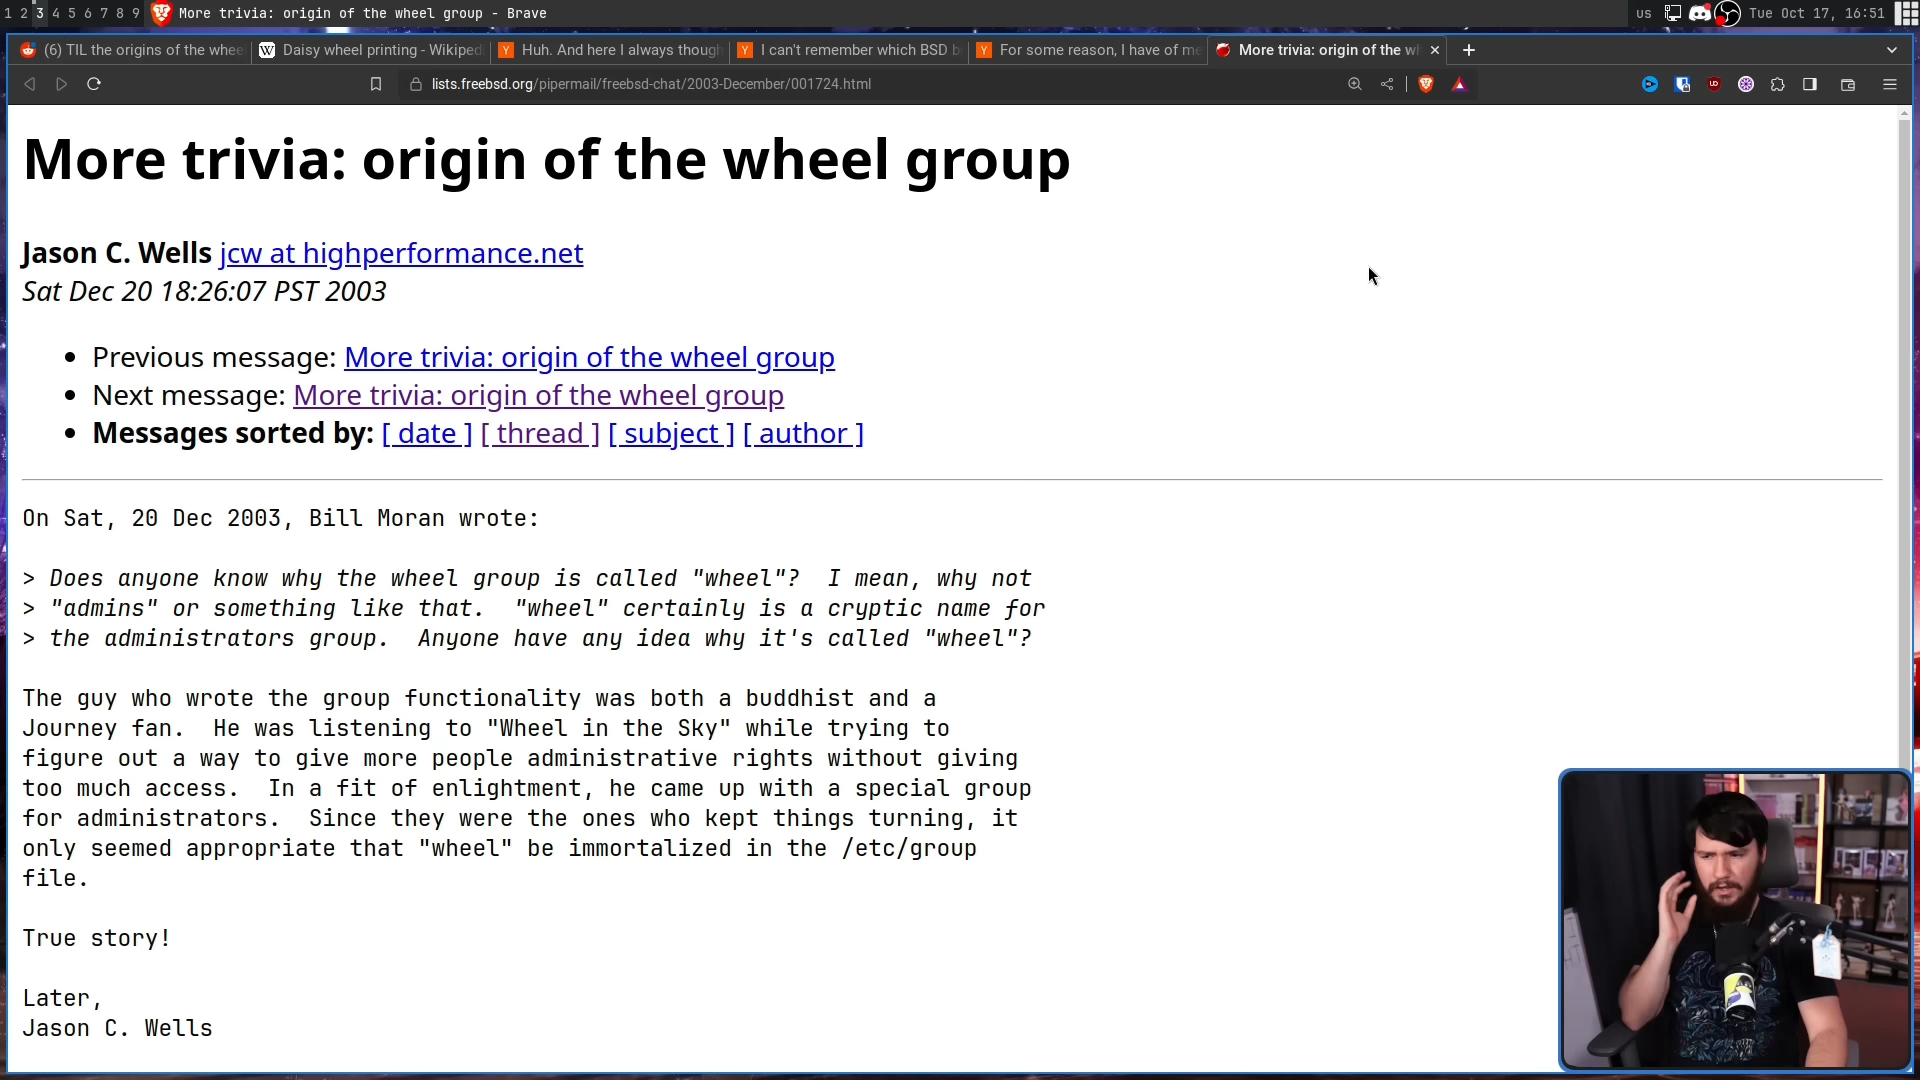 1 2 3 4 5 6 7 8 9 More trivia: origin of the wheel group - Brave us Tue Oct 17, 16:51
(6) TIL the origins of the whee Daisy wheel printing - Wikiped Huh. And here I always though I can't remember which BSD b For some reason, I have of me More trivia: origin of the wl
lists.freebsd.org/pipermail/freebsd-chat/2003-December/001724.html
More trivia: origin of the wheel group
Jason C. Wells jcw at highperformance.net
Sat Dec 20 18:26:07 PST 2003
• Previous message: More trivia: origin of the wheel group
• Next message: More trivia: origin of the wheel group
• Messages sorted by: [ date ] [ thread ] [ subject ] [ author ]
On Sat, 20 Dec 2003, Bill Moran wrote:
> Does anyone know why the wheel group is called "wheel"?  I mean, why not
> "admins" or something like that.  "wheel" certainly is a cryptic name for
> the administrators group.  Anyone have any idea why it's called "wheel"?
The guy who wrote the group functionality was both a buddhist and a
Journey fan.  He was listening to "Wheel in the Sky" while trying to
figure out a way to give more people administrative rights without giving
too much access.  In a fit of enlightment, he came up with a special group
for administrators.  Since they were the ones who kept things turning, it
only seemed appropriate that "wheel" be immortalized in the /etc/group
file.
True story!
Later,
Jason C. Wells